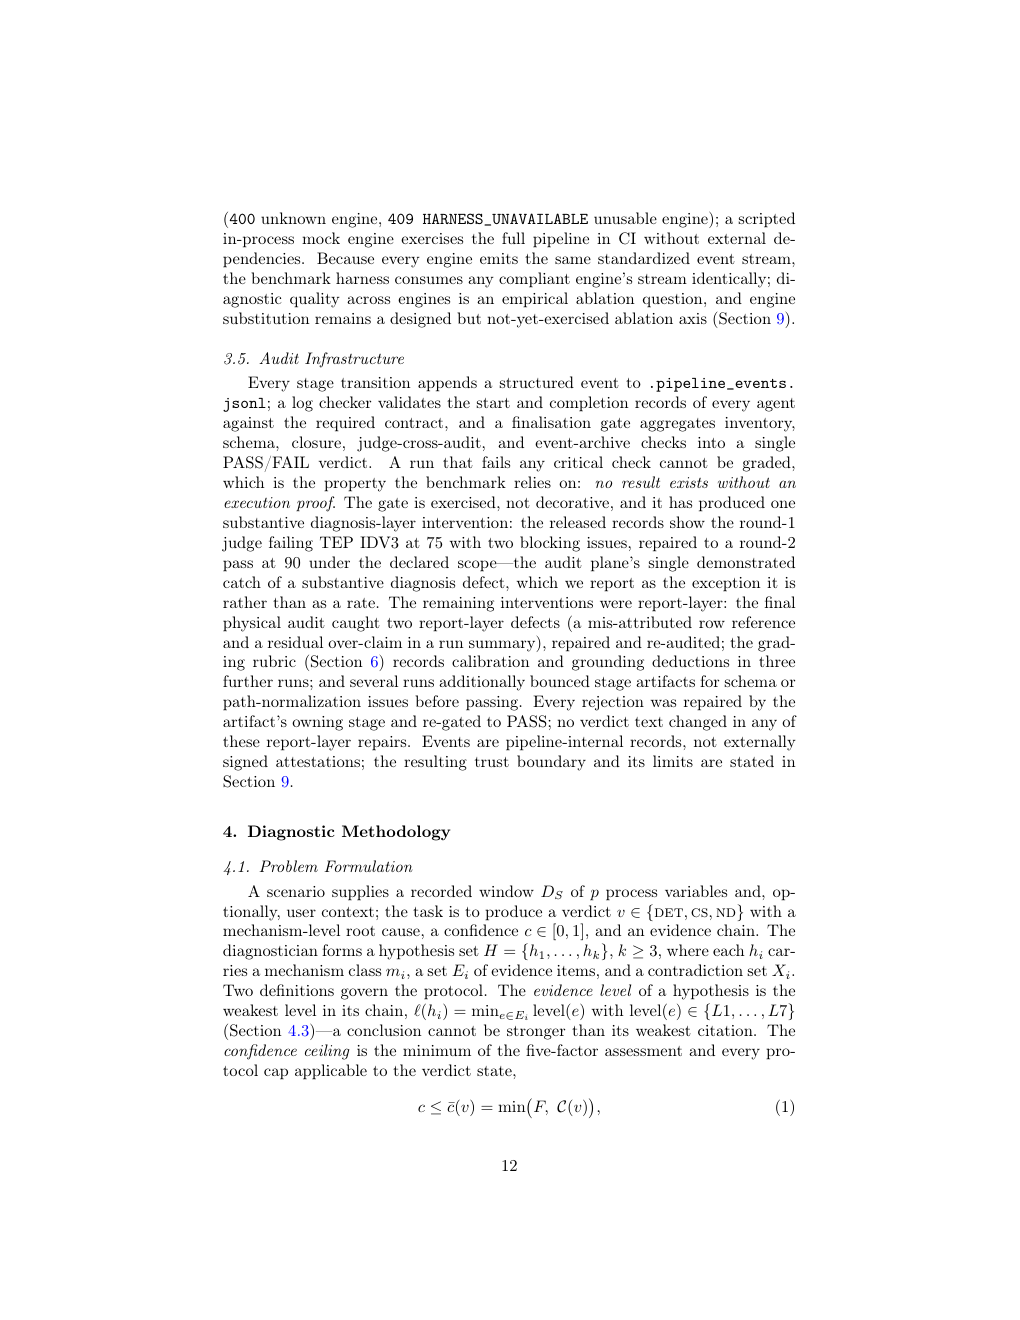 (400 unknown engine, 409 HARNESS_UNAVAILABLE unusable engine); a scripted
in-process mock engine exercises the full pipeline in CI without external de-
pendencies. Because every engine emits the same standardized event stream,
the benchmark harness consumes any compliant engine's stream identically; di-
agnostic quality across engines is an empirical ablation question, and engine
substitution remains a designed but not-yet-exercised ablation axis (Section 9).
3.5. Audit Infrastructure
Every stage transition appends a structured event to .pipeline_events.
jsonl; a log checker validates the start and completion records of every agent
against the required contract, and a finalisation gate aggregates inventory,
schema, closure, judge-cross-audit, and event-archive checks into a single
PASS/FAIL verdict. A run that fails any critical check cannot be graded,
which is the property the benchmark relies on: no result exists without an
execution proof. The gate is exercised, not decorative, and it has produced one
substantive diagnosis-layer intervention: the released records show the round-1
judge failing TEP IDV3 at 75 with two blocking issues, repaired to a round-2
pass at 90 under the declared scope—the audit plane's single demonstrated
catch of a substantive diagnosis defect, which we report as the exception it is
rather than as a rate. The remaining interventions were report-layer: the final
physical audit caught two report-layer defects (a mis-attributed row reference
and a residual over-claim in a run summary), repaired and re-audited; the grad-
ing rubric (Section 6) records calibration and grounding deductions in three
further runs; and several runs additionally bounced stage artifacts for schema or
path-normalization issues before passing. Every rejection was repaired by the
artifact's owning stage and re-gated to PASS; no verdict text changed in any of
these report-layer repairs. Events are pipeline-internal records, not externally
signed attestations; the resulting trust boundary and its limits are stated in
Section 9.
4. Diagnostic Methodology
4.1. Problem Formulation
A scenario supplies a recorded window D_S of p process variables and, op-
tionally, user context; the task is to produce a verdict v ∈ {DET, CS, ND} with a
mechanism-level root cause, a confidence c ∈ [0, 1], and an evidence chain. The
diagnostician forms a hypothesis set H = {h_1, . . . , h_k}, k ≥ 3, where each h_i car-
ries a mechanism class m_i, a set E_i of evidence items, and a contradiction set X_i.
Two definitions govern the protocol. The evidence level of a hypothesis is the
weakest level in its chain, ℓ(h_i) = min_{e∈E_i} level(e) with level(e) ∈ {L1, . . . , L7}
(Section 4.3)—a conclusion cannot be stronger than its weakest citation. The
confidence ceiling is the minimum of the five-factor assessment and every pro-
tocol cap applicable to the verdict state,
c ≤ c̄(v) = min(F, 𝒞(v)), (1)
12